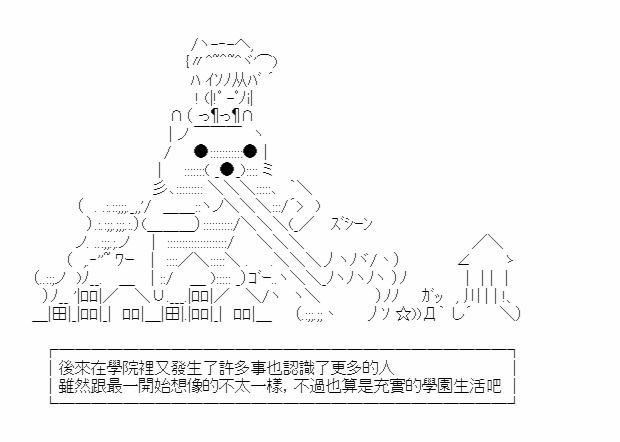 ズシーン
ワー
ゴー..
ガッ
後來在學院裡又發生了許多事也認識了更多的人
雖然跟最一開始想像的不太一樣，不過也算是充實的學園生活吧